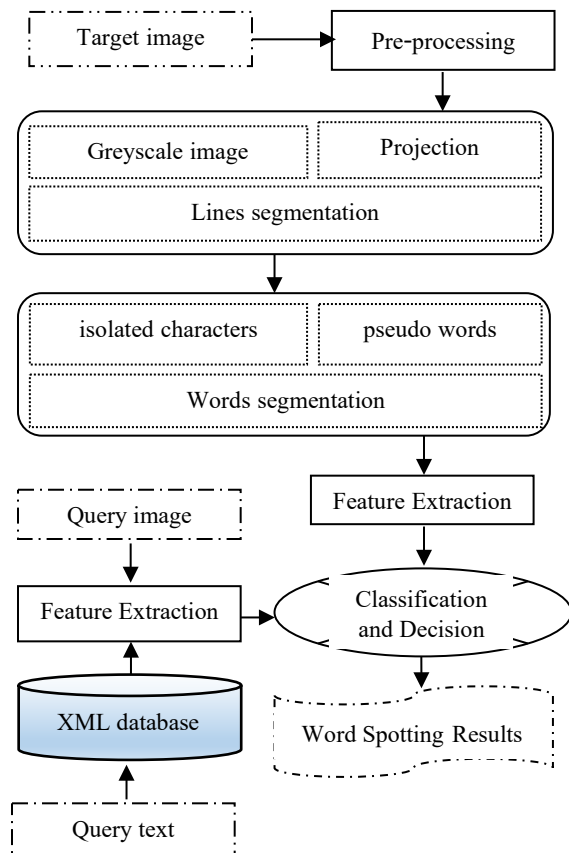 Target image
Pre-processing
Greyscale image
Projection
Lines segmentation
isolated characters
pseudo words
Words segmentation
Query image
Feature Extraction
Feature Extraction
Classification
and Decision
XML database
Word Spotting Results
Query text